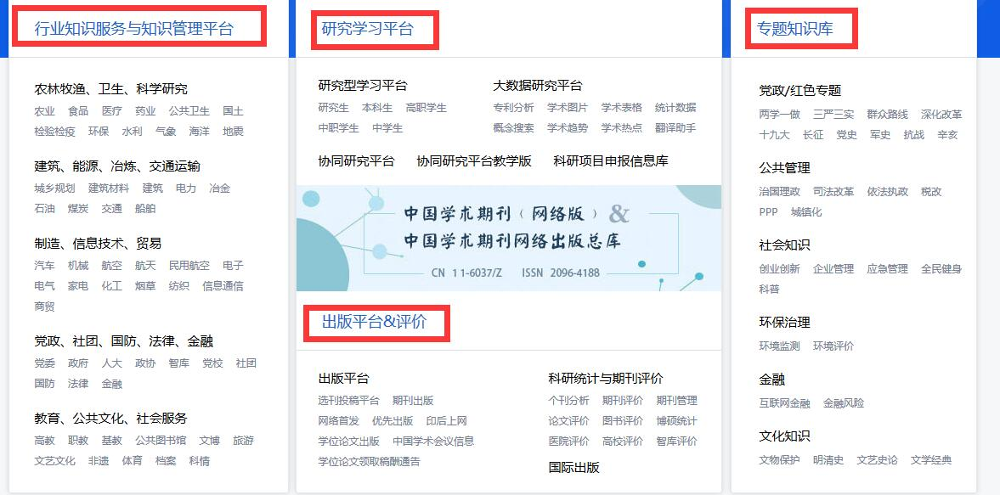 行业知识服务与知识管理平台
农林牧渔、卫生、科学研究
农业 食品 医疗 药业 公共卫生 国土
检验检疫 环保 水利 气象 海洋 地震
建筑、能源、冶炼、交通运输
城乡规划 建筑材料 建筑 电力 冶金
石油 煤炭 交通 船舶
制造、信息技术、贸易
汽车 机械 航空 航天 民用航空 电子
电气 家电 化工 烟草 纺织 信息通信
商贸
党政、社团、国防、法律、金融
党委 政府 人大 政协 智库 党校 社团
国防 法律 金融
教育、公共文化、社会服务
高教 职教 基教 公共图书馆 文博 旅游
文艺文化 非遗 体育 档案 科情
研究学习平台
研究型学习平台
研究生 本科生 高职学生
中职学生 中学生
大数据研究平台
专利分析 学术图片 学术表格 统计数据
概念搜索 学术趋势 学术热点 翻译助手
协同研究平台 协同研究平台教学版 科研项目申报信息库
中国学术期刊(网络版) &
中国学术期刊网络出版总库
CN 11-6037/Z ISSN 2096-4188
出版平台&评价
出版平台
选刊投稿平台 期刊出版
网络首发 优先出版 印后上网
学位论文出版 中国学术会议信息
学位论文领取稿酬通告
科研统计与期刊评价
个刊分析 期刊评价 期刊管理
论文评价 图书评价 博硕统计
医院评价 高校评价 智库评价
国际出版
专题知识库
党政/红色专题
两学一做 三严三实 群众路线 深化改革
十九大 长征 党史 军史 抗战 辛亥
公共管理
治国理政 司法改革 依法执政 税改
PPP 城镇化
社会知识
创业创新 企业管理 应急管理 全民健身
科普
环保治理
环境监测 环境评价
金融
互联网金融 金融风险
文化知识
文物保护 明清史 文艺史论 文学经典